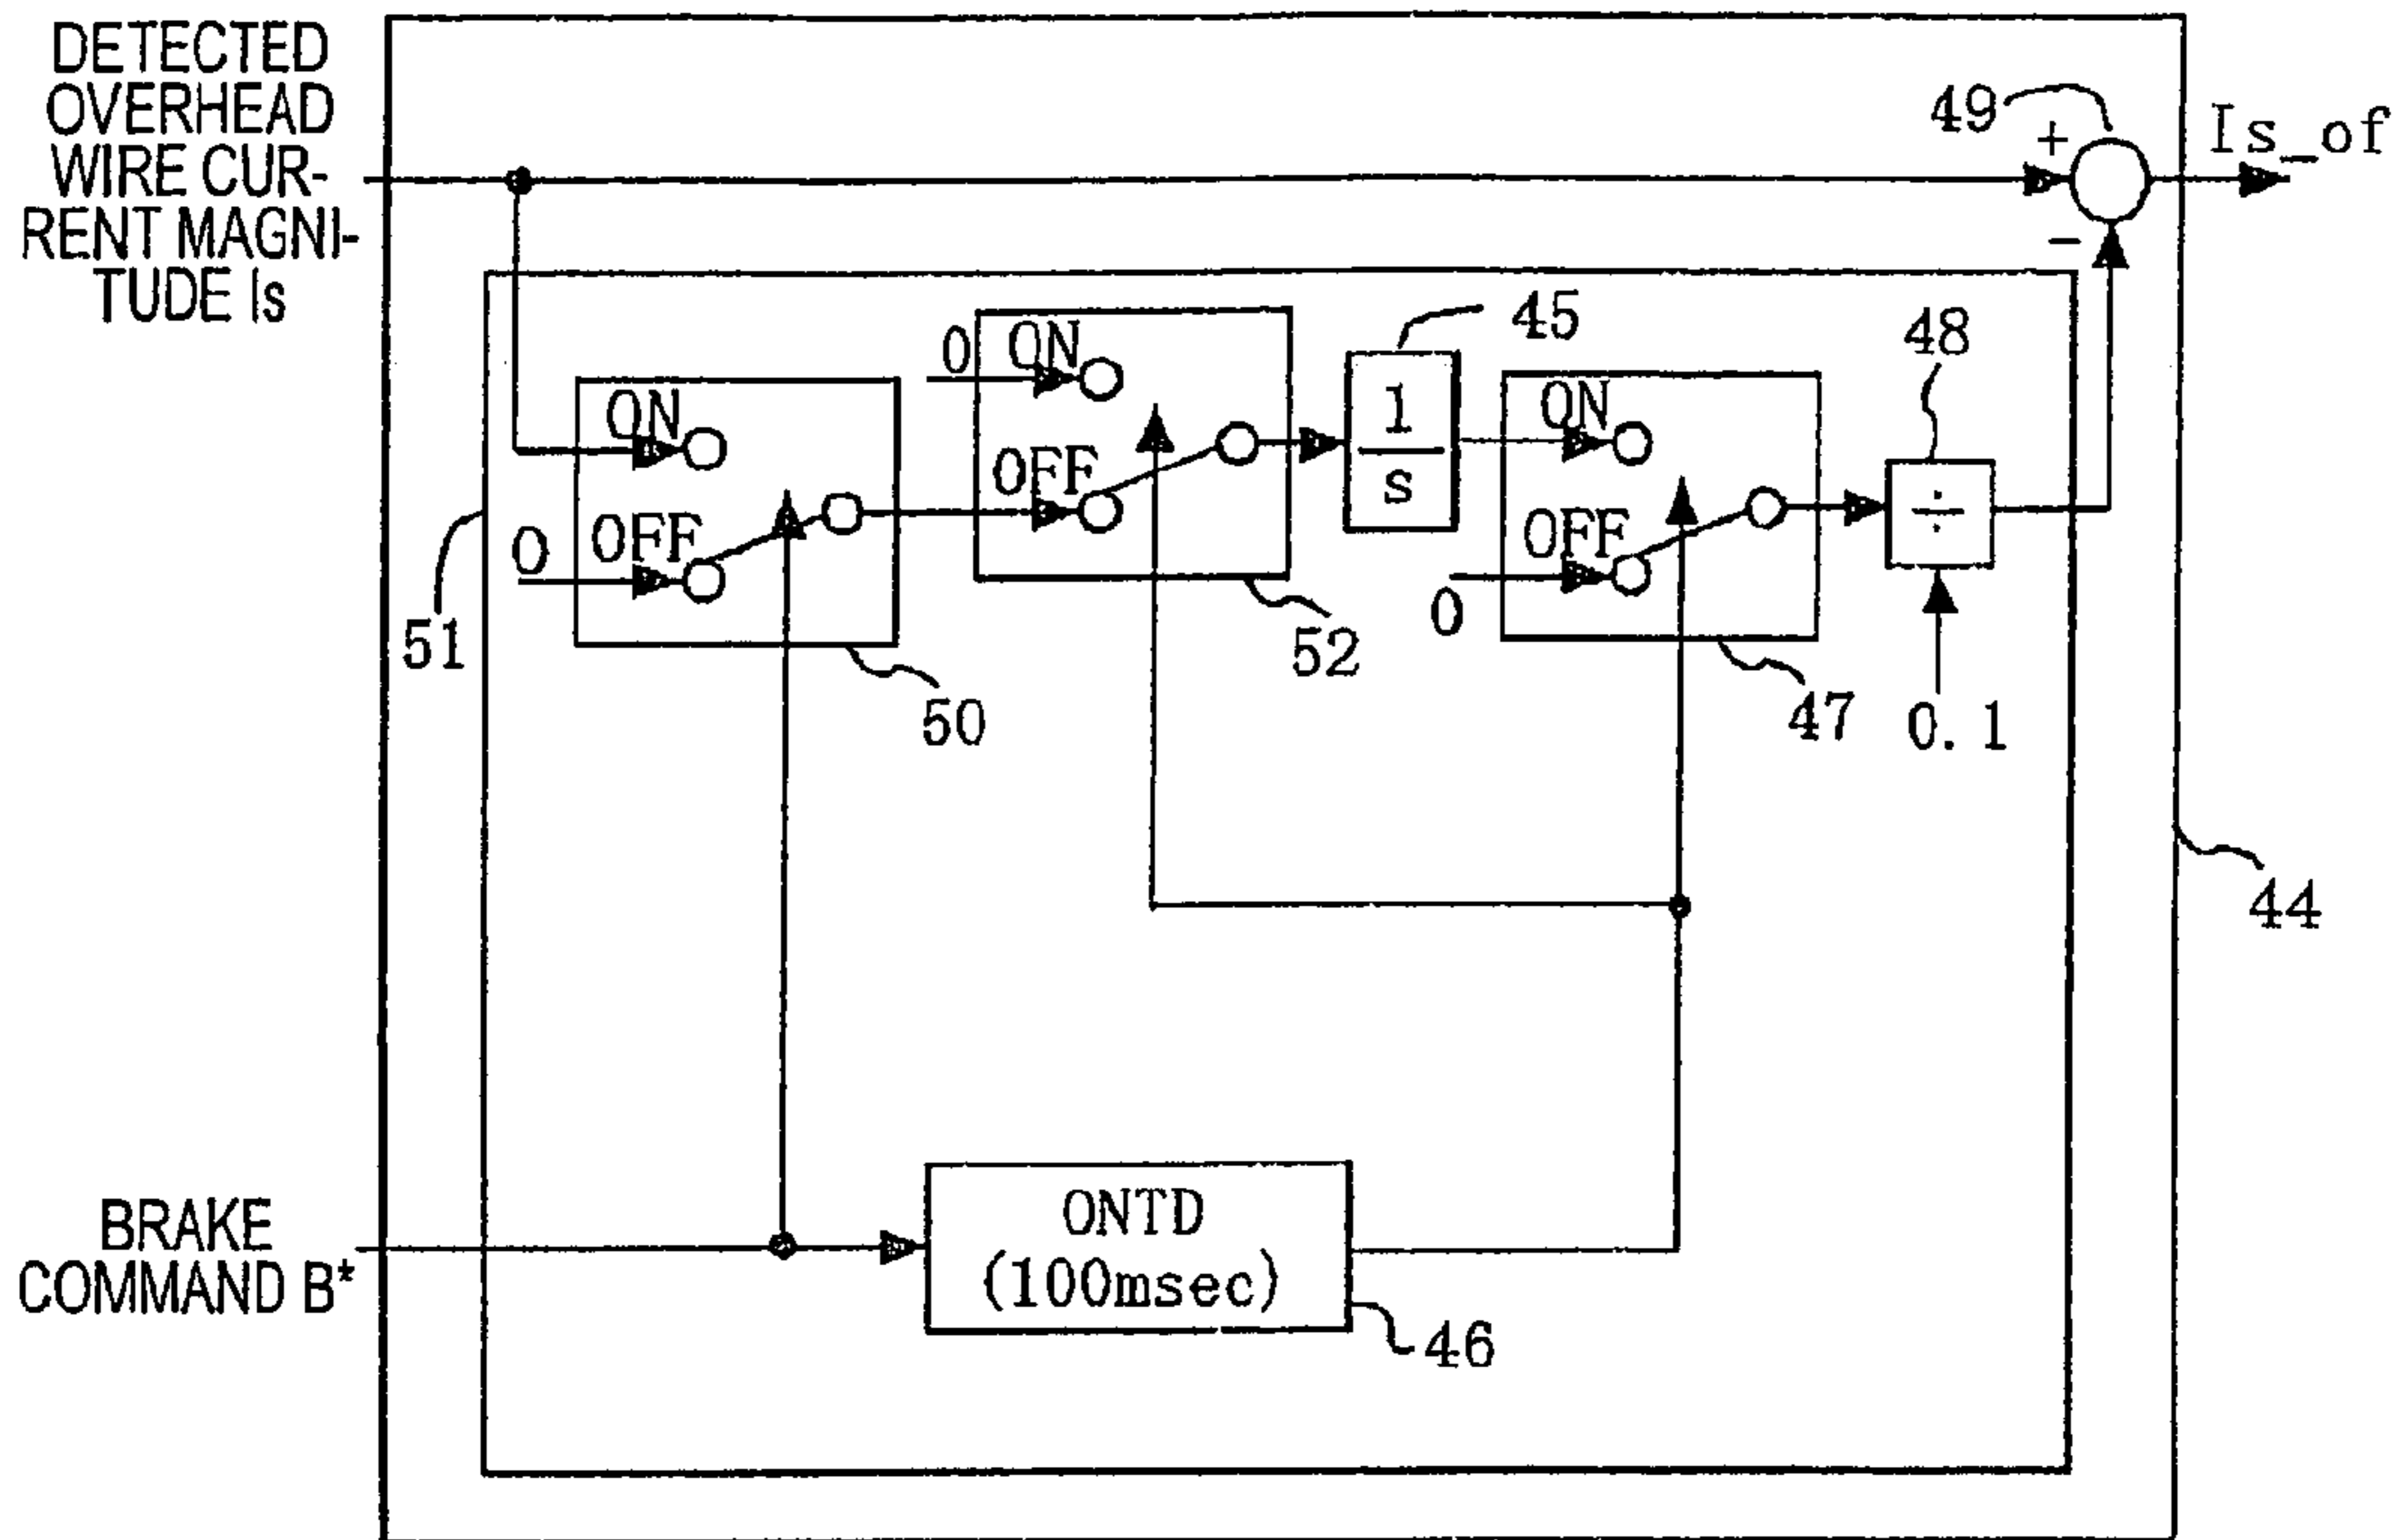 DETECTED
OVERHEAD
WIRE CUR-
RENT MAGNI-
TUDE Is
49
+
Is_of
-
45
48
0
ON
1
s
ON
ON
OFF
÷
0
OFF
OFF
0
51
52
50
47
0.1
44
BRAKE
COMMAND B*
ONTD
(100msec)
46